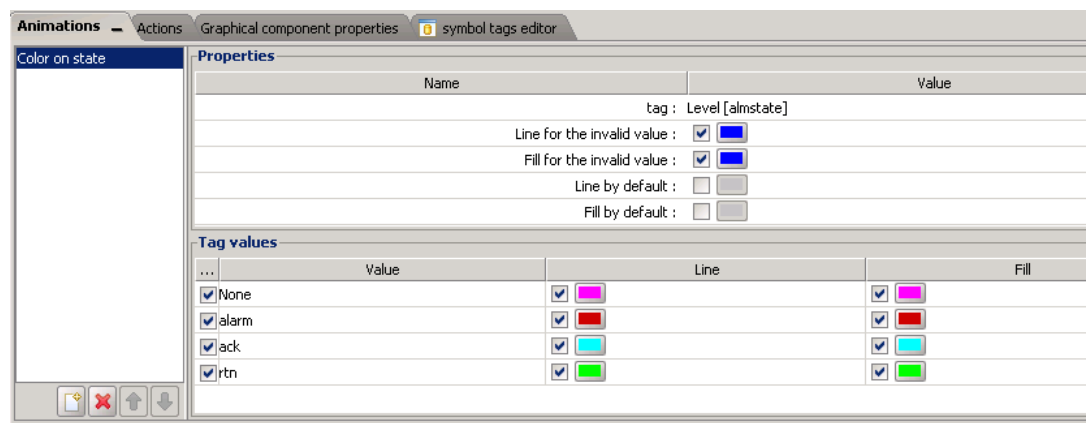 Animations Actions Graphical component properties symbol tags editor
Color on state
Properties
Name Value
tag : Level [almstate]
Line for the invalid value :
Fill for the invalid value :
Line by default :
Fill by default :
Tag values
... Value Line Fill
None
alarm
ack
rtn